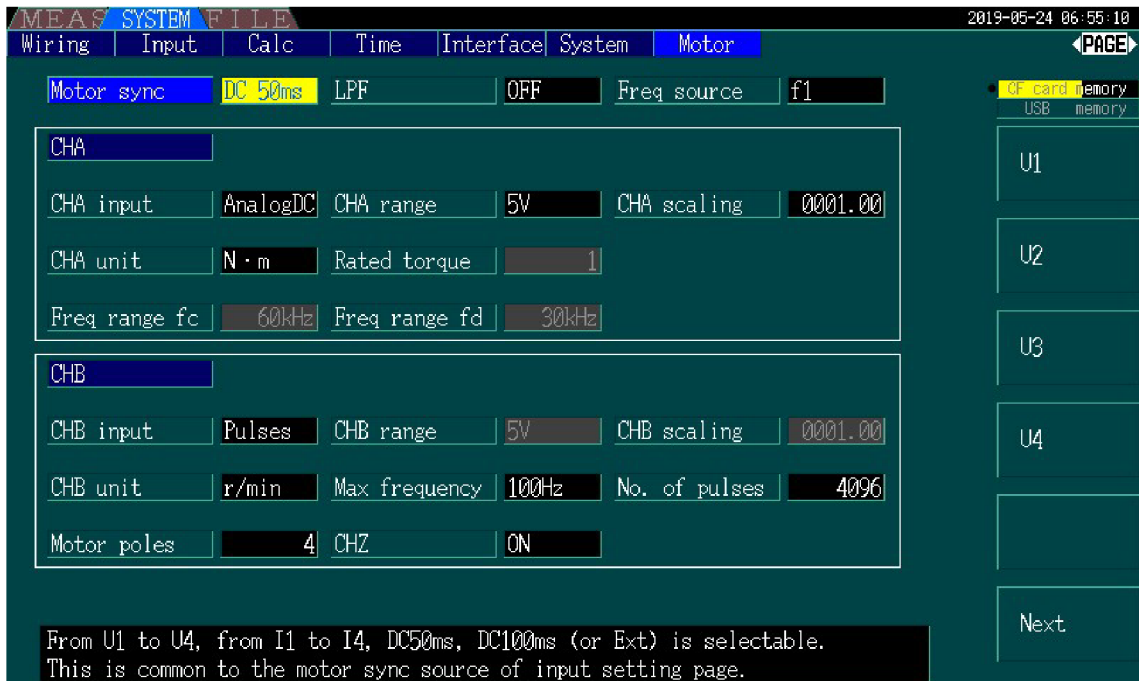 MEAS SYSTEM FILE 2019-05-24 06:55:10
Wiring Input Calc Time Interface System Motor PAGE
Motor sync DC 50ms LPF OFF Freq source f1
CF card memory
USB memory
CHA
U1
CHA input AnalogDC CHA range 5V CHA scaling 0001.00
CHA unit N・m Rated torque 1
U2
Freq range fc 60kHz Freq range fd 30kHz
U3
CHB
CHB input Pulses CHB range 5V CHB scaling 0001.00
U4
CHB unit r/min Max frequency 100Hz No. of pulses 4096
Motor poles 4 CHZ ON
Next
From U1 to U4, from I1 to I4, DC50ms, DC100ms (or Ext) is selectable.
This is common to the motor sync source of input setting page.